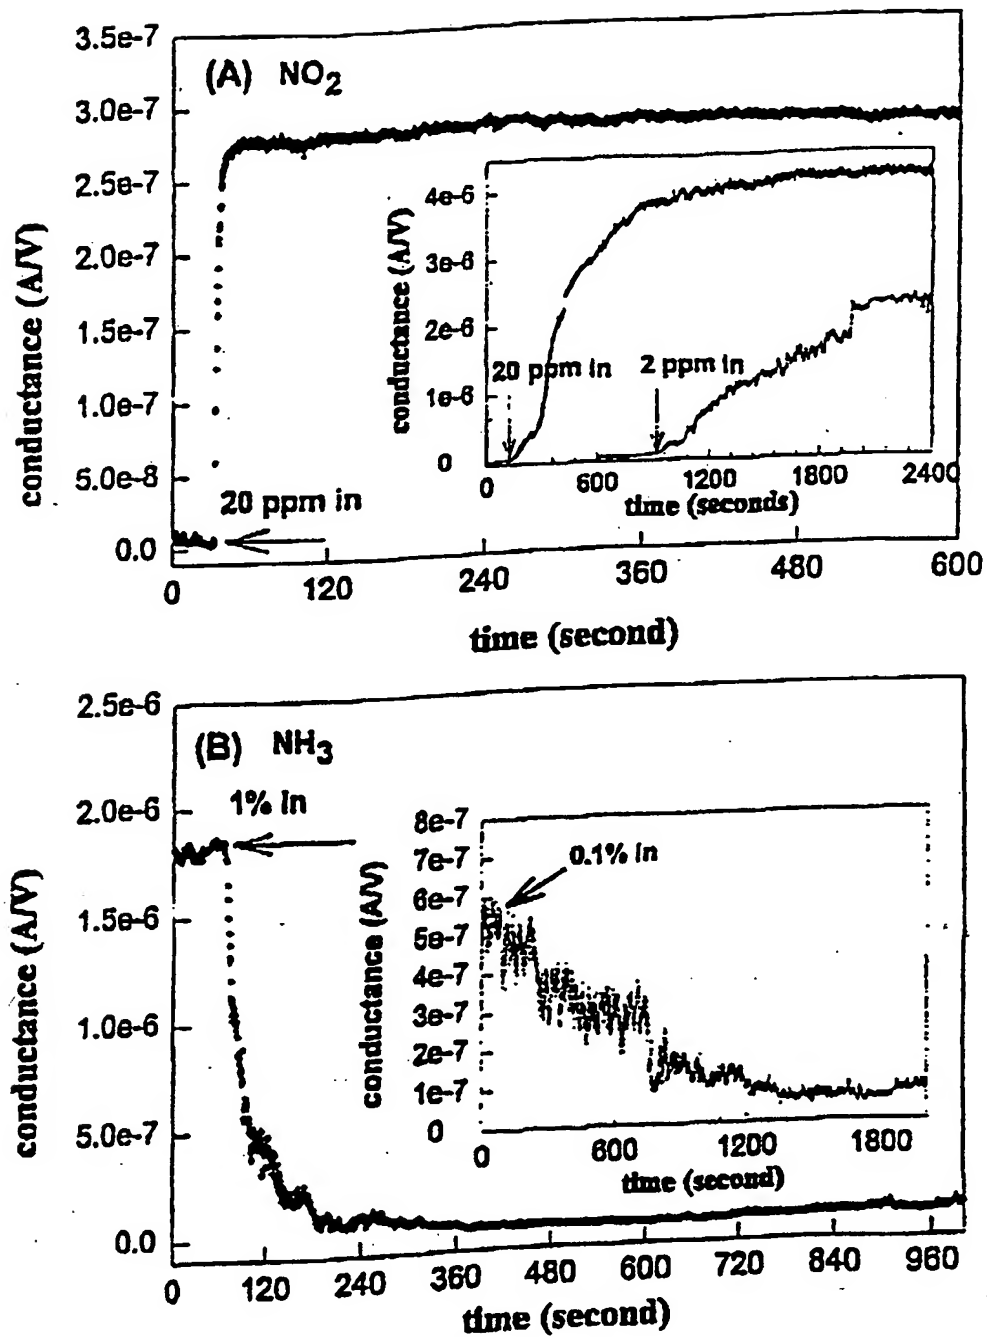 3.5e-7
(A) NO2
3.0e-7
2.5e-7
2.0e-7
1.5e-7
1.0e-7
5.0e-8
0.0
conductance (A/V)
20 ppm in
0 120 240 360 480 600
time (second)
4e-6
3e-6
2e-6
1e-6
0
conductance (A/V)
20 ppm in 2 ppm in
0 600 1200 1800 2400
time (seconds)
2.5e-6
(B) NH3
1% in
2.0e-6
1.5e-6
1.0e-6
5.0e-7
0.0
conductance (A/V)
0 120 240 360 480 600 720 840 960
time (second)
8e-7
7e-7
6e-7
5e-7
4e-7
3e-7
2e-7
1e-7
0
conductance (A/V)
0.1% in
0 600 1200 1800
time (second)